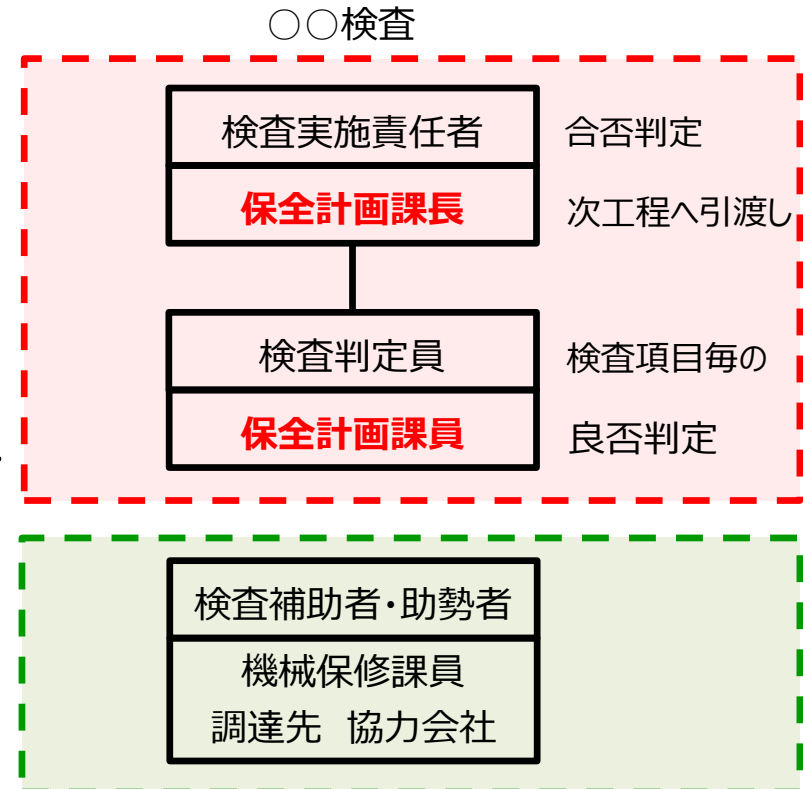 ○○検査
検査実施責任者 合否判定
保全計画課長 次工程へ引渡し
検査判定員 検査項目毎の
保全計画課員 良否判定
検査補助者・助勢者
機械保修課員
調達先 協力会社